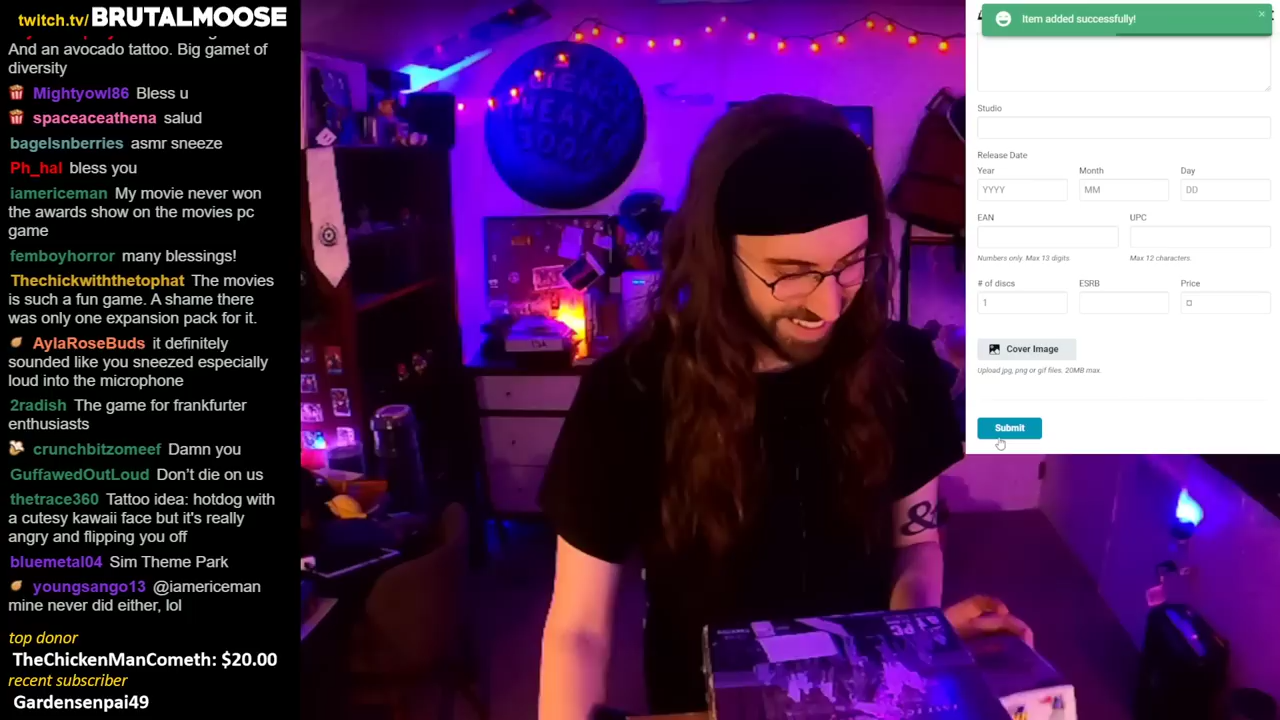 twitch.tv/BRUTALMOOSE
And an avocado tattoo. Big gamet of
diversity
Mightyowl86 Bless u
spaceaceathena salud
bagelsnberries asmr sneeze
Ph_hal bless you
iamericeman My movie never won
the awards show on the movies pc
game
femboyhorror many blessings!
Thechickwiththetophat The movies
is such a fun game. A shame there
was only one expansion pack for it.
AylaRoseBuds it definitely
sounded like you sneezed especially
loud into the microphone
2radish The game for frankfurter
enthusiasts
crunchbitzomeef Damn you
GuffawedOutLoud Don't die on us
thetrace360 Tattoo idea: hotdog with
a cutesy kawaii face but it's really
angry and flipping you off
bluemetal04 Sim Theme Park
youngsango13 @iamericeman
mine never did either, lol
top donor
TheChickenManCometh: $20.00
recent subscriber
Gardensenpai49
&
Item added successfully!
×
Studio
Release Date
Year Month Day
YYYY MM DD
EAN UPC
Numbers only. Max 13 digits. Max 12 characters.
# of discs ESRB Price
1
Cover Image
Upload jpg, png or gif files. 20MB max.
Submit